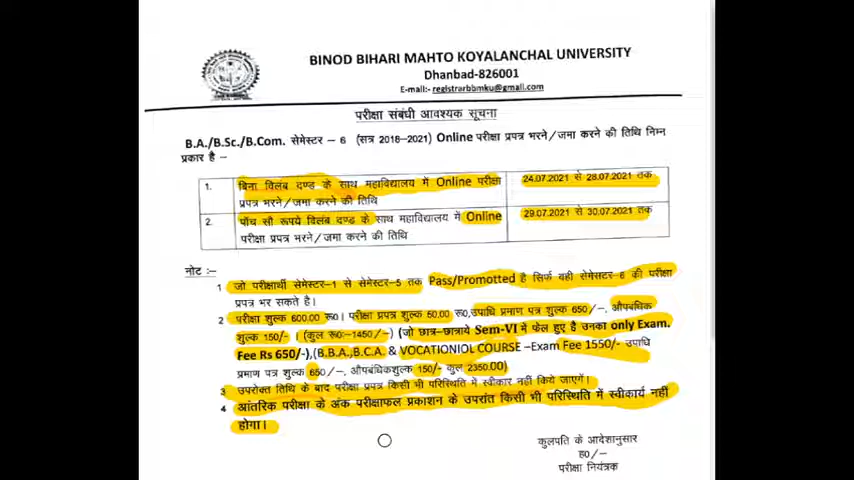 BINOD BIHARI MAHTO KOYALANCHAL UNIVERSITY
Dhanbad-826001
E-mail:- registrarbbmku@gmail.com
परीक्षा संबंधी आवश्यक सूचना
B.A./B.Sc./B.Com. सेमेस्टर – 6 (सत्र 2018-2021) Online परीक्षा प्रपत्र भरने/जमा करने की तिथि निम्न
प्रकार है –
1. बिना विलंब दण्ड के साथ महाविद्यालय में Online परीक्षा 24.07.2021 से 28.07.2021 तक
प्रपत्र भरने/जमा करने की तिथि
2. पाँच सौ रूपये विलंब दण्ड के साथ महाविद्यालय में Online 29.07.2021 से 30.07.2021 तक
परीक्षा प्रपत्र भरने/जमा करने की तिथि
नोट :–
1 जो परीक्षार्थी सेमेस्टर–1 से सेमेस्टर–5 तक Pass/Promotted है सिर्फ वही सेमेसटर–6 की परीक्षा
प्रपत्र भर सकते है।
2 परीक्षा शुल्क 600.00 रू0। परीक्षा प्रपत्र शुल्क 50.00 रू0, उपाधि प्रमाण पत्र शुल्क 650/-, औपबंधिक
शुल्क 150/- । (कुल रू0:-1450/-) (जो छात्र-छात्राये Sem-VI में फेल हुए है उनका only Exam.
Fee Rs 650/-),(B.B.A., B.C.A & VOCATIONIOL COURSE –Exam Fee 1550/- उपाधि
प्रमाण पत्र शुल्क 650/-, औपबंधिकशुल्क 150/- कुल 2350.00)
3 उपरोक्त तिथि के बाद परीक्षा प्रपत्र किसी भी परिस्थिति में स्वीकार नहीं किये जाएगें।
4 आंतरिक परीक्षा के अंक परीक्षाफल प्रकाशन के उपरांत किसी भी परिस्थिति में स्वीकार्य नहीं
होगा।
कुलपति के आदेशानुसार
ह0/-
परीक्षा नियंत्रक